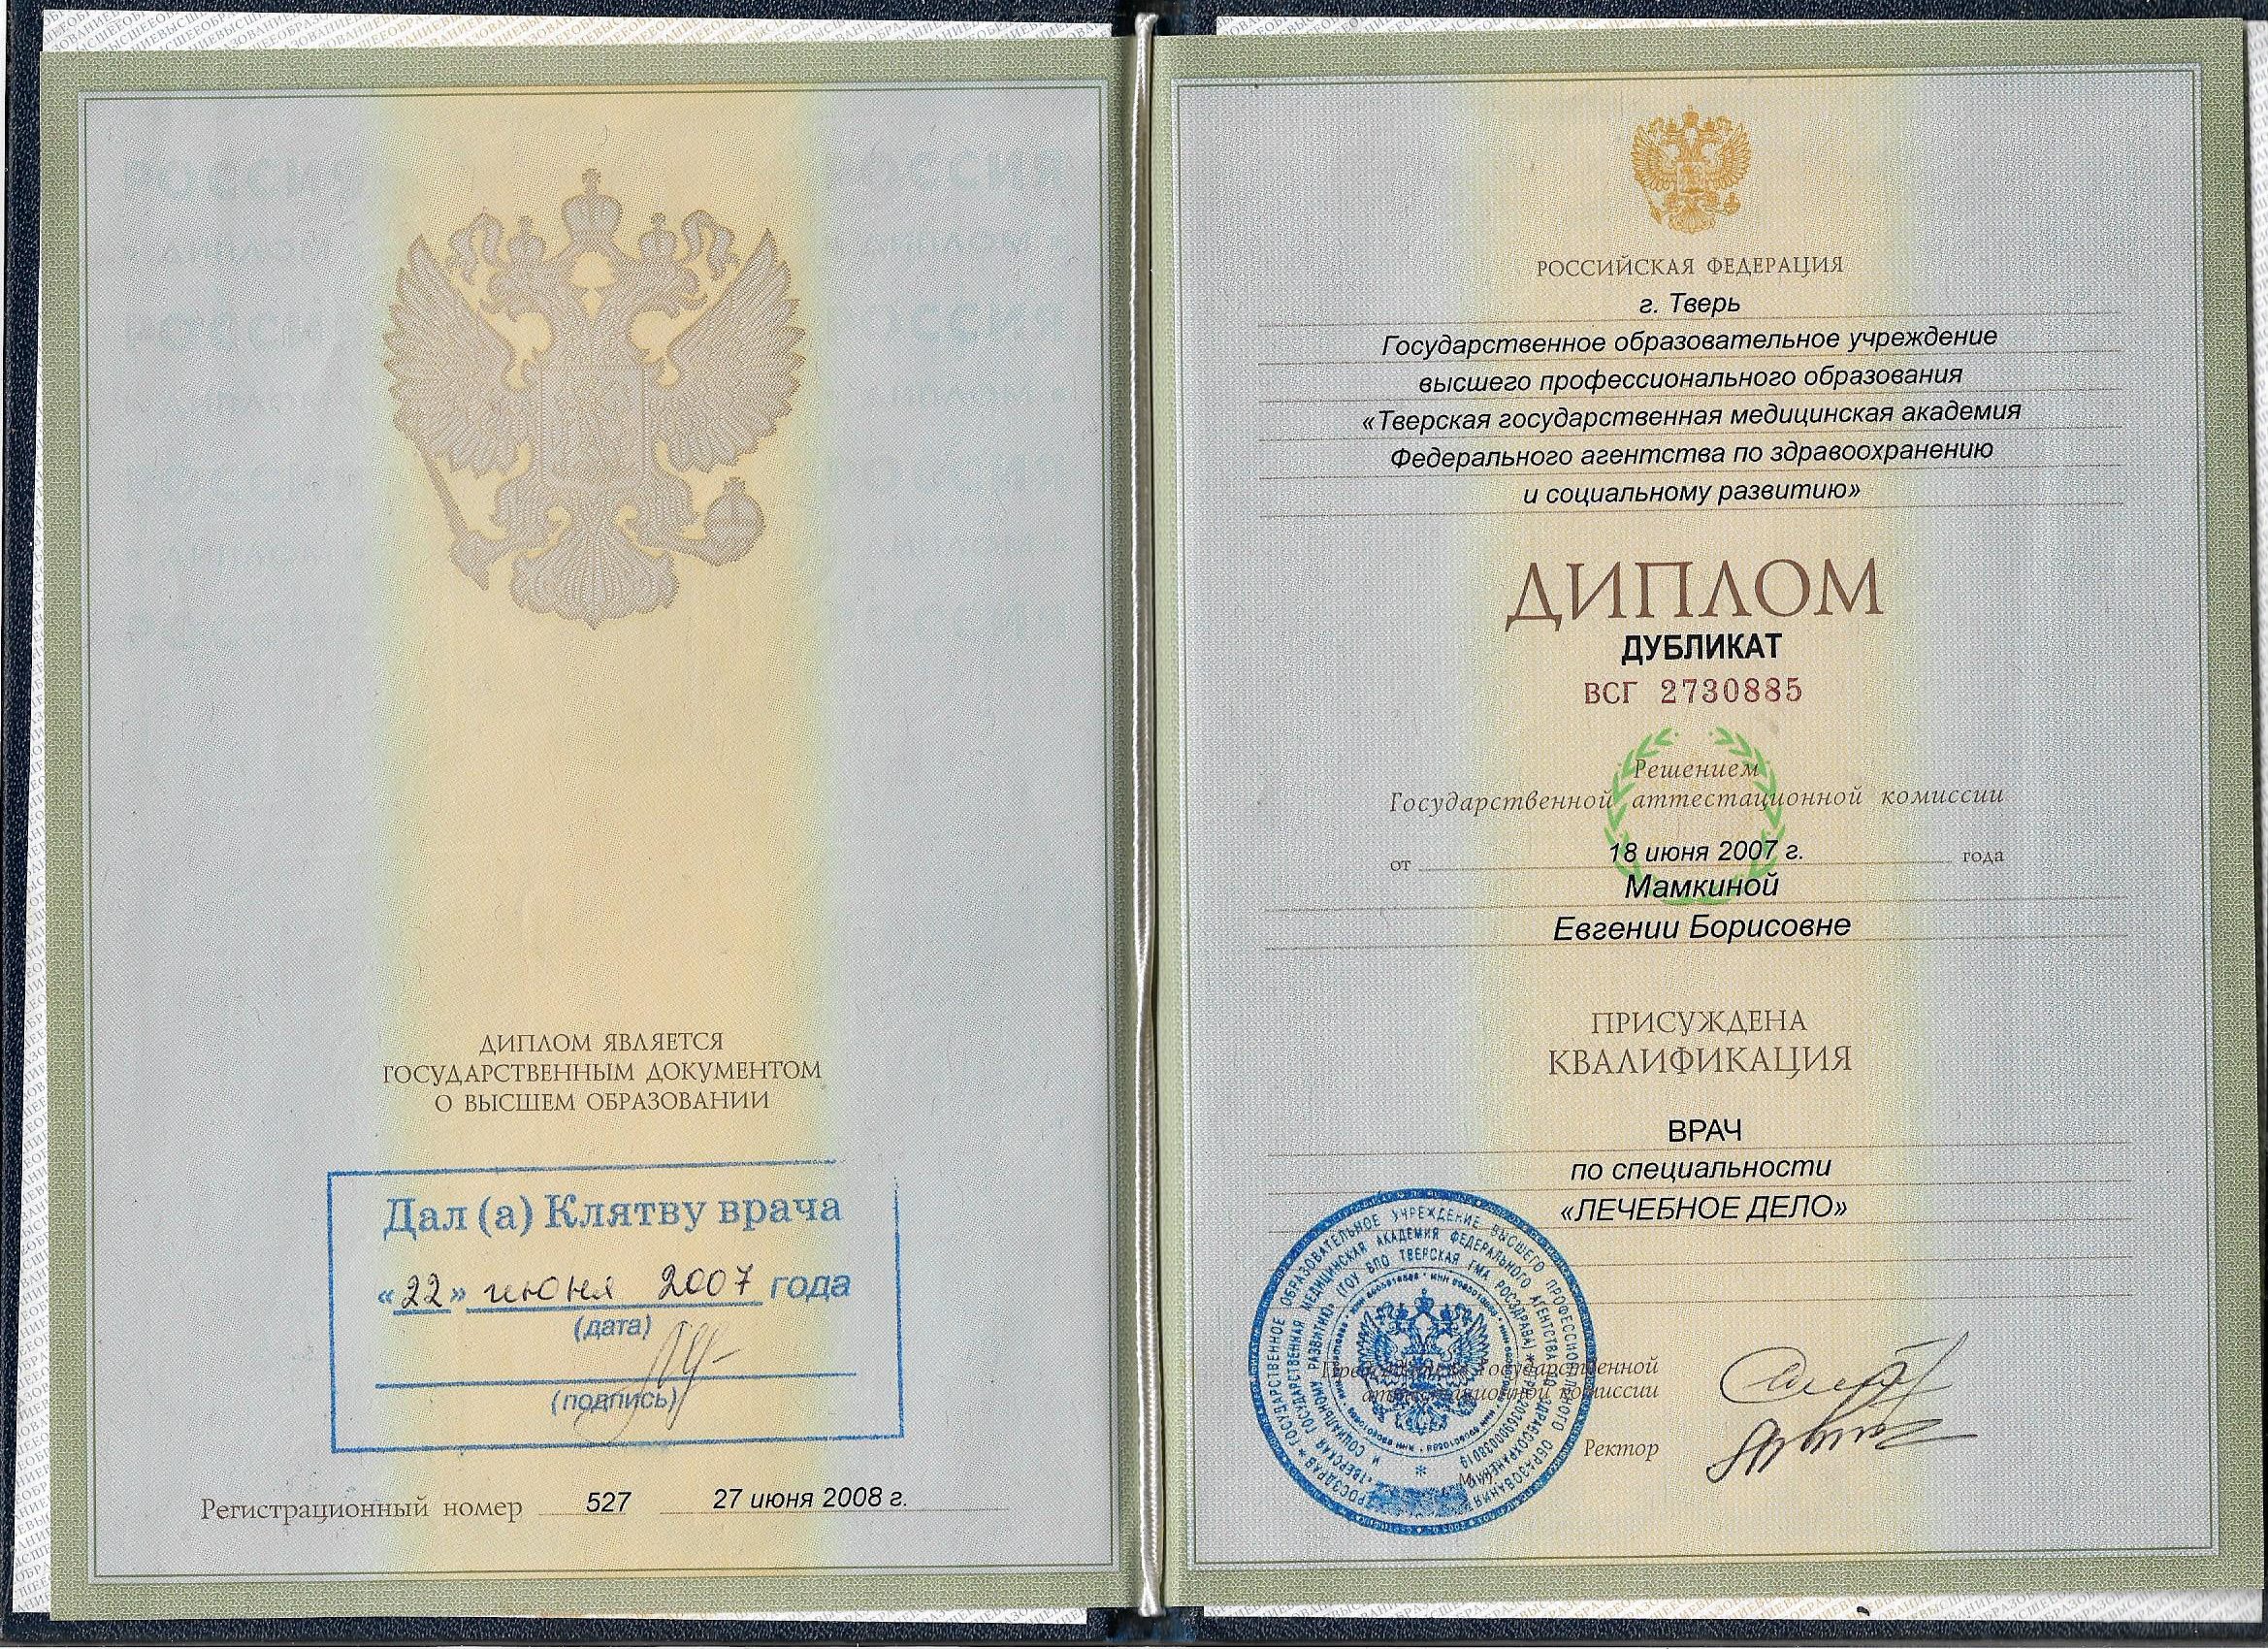 ДИПЛОМ ЯВЛЯЕТСЯ
ГОСУДАРСТВЕННЫМ ДОКУМЕНТОМ
О ВЫСШЕМ ОБРАЗОВАНИИ
Дал (а) Клятву врача
«22» июня 2007 года
(дата)
(подпись)
Регистрационный номер 527 27 июня 2008 г.
РОССИЙСКАЯ ФЕДЕРАЦИЯ
г. Тверь
Государственное образовательное учреждение
высшего профессионального образования
«Тверская государственная медицинская академия
Федерального агентства по здравоохранению
и социальному развитию»
ДИПЛОМ
ДУБЛИКАТ
ВСГ 2730885
Решением
Государственной аттестационной комиссии
от 18 июня 2007 г. года
Мамкиной
Евгении Борисовне
ПРИСУЖДЕНА
КВАЛИФИКАЦИЯ
ВРАЧ
по специальности
«ЛЕЧЕБНОЕ ДЕЛО»
Председатель Государственной
аттестационной комиссии
Ректор